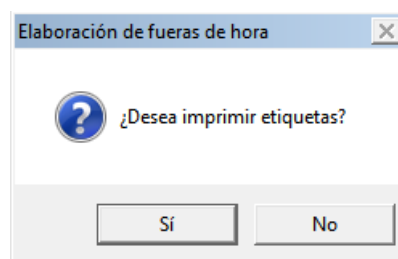 Elaboración de fueras de hora
¿Desea imprimir etiquetas?
Sí
No